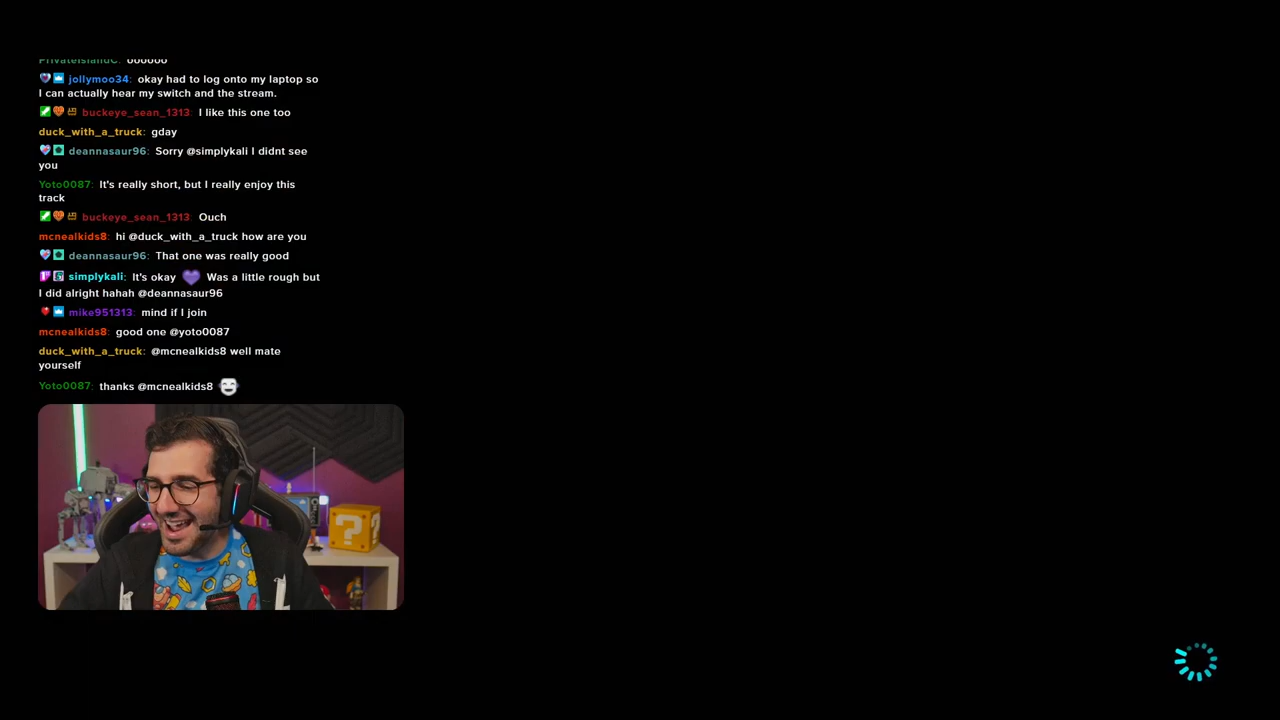 PrivateIslandC: oooooo
jollymoo34: okay had to log onto my laptop so
I can actually hear my switch and the stream.
buckeye_sean_1313: I like this one too
duck_with_a_truck: gday
deannasaur96: Sorry @simplykali I didnt see
you
Yoto0087: It's really short, but I really enjoy this
track
buckeye_sean_1313: Ouch
mcnealkids8: hi @duck_with_a_truck how are you
deannasaur96: That one was really good
simplykali: It's okay Was a little rough but
I did alright hahah @deannasaur96
mike951313: mind if I join
mcnealkids8: good one @yoto0087
duck_with_a_truck: @mcnealkids8 well mate
yourself
Yoto0087: thanks @mcnealkids8
?